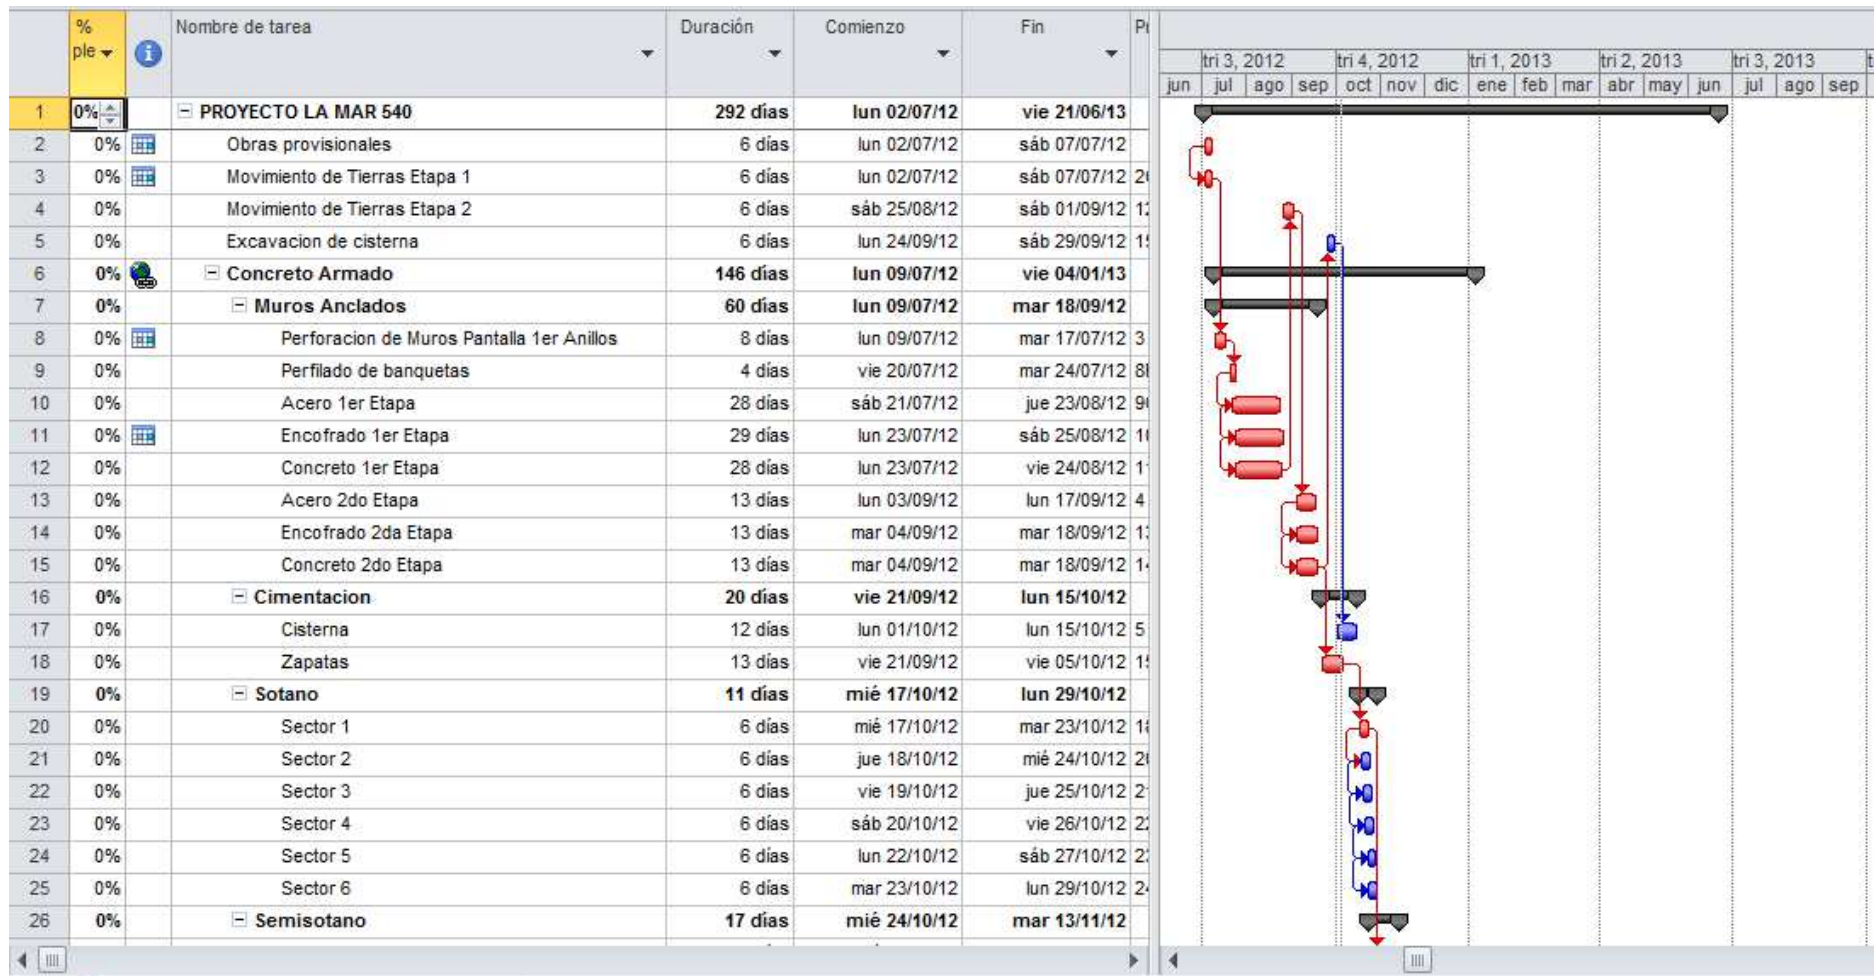 % ple Nombre de tarea Duración Comienzo Fin
tri 3, 2012 tri 4, 2012 tri 1, 2013 tri 2, 2013 tri 3, 2013
jun jul ago sep oct nov dic ene feb mar abr may jun jul ago sep
1 0% PROYECTO LA MAR 540 292 días lun 02/07/12 vie 21/06/13
2 0% Obras provisionales 6 días lun 02/07/12 sáb 07/07/12
3 0% Movimiento de Tierras Etapa 1 6 días lun 02/07/12 sáb 07/07/12
4 0% Movimiento de Tierras Etapa 2 6 días sáb 25/08/12 sáb 01/09/12
5 0% Excavacion de cisterna 6 días lun 24/09/12 sáb 29/09/12
6 0% Concreto Armado 146 días lun 09/07/12 vie 04/01/13
7 0% Muros Anclados 60 días lun 09/07/12 mar 18/09/12
8 0% Perforacion de Muros Pantalla 1er Anillos 8 días lun 09/07/12 mar 17/07/12 3
9 0% Perfilado de banquetas 4 días vie 20/07/12 mar 24/07/12
10 0% Acero 1er Etapa 28 días sáb 21/07/12 jue 23/08/12
11 0% Encofrado 1er Etapa 29 días lun 23/07/12 sáb 25/08/12
12 0% Concreto 1er Etapa 28 días lun 23/07/12 vie 24/08/12
13 0% Acero 2do Etapa 13 días lun 03/09/12 lun 17/09/12 4
14 0% Encofrado 2da Etapa 13 días mar 04/09/12 mar 18/09/12
15 0% Concreto 2do Etapa 13 días mar 04/09/12 mar 18/09/12
16 0% Cimentacion 20 días vie 21/09/12 lun 15/10/12
17 0% Cisterna 12 días lun 01/10/12 lun 15/10/12 5
18 0% Zapatas 13 días vie 21/09/12 vie 05/10/12
19 0% Sotano 11 días mié 17/10/12 lun 29/10/12
20 0% Sector 1 6 días mié 17/10/12 mar 23/10/12
21 0% Sector 2 6 días jue 18/10/12 mié 24/10/12
22 0% Sector 3 6 días vie 19/10/12 jue 25/10/12
23 0% Sector 4 6 días sáb 20/10/12 vie 26/10/12
24 0% Sector 5 6 días lun 22/10/12 sáb 27/10/12
25 0% Sector 6 6 días mar 23/10/12 lun 29/10/12
26 0% Semisotano 17 días mié 24/10/12 mar 13/11/12